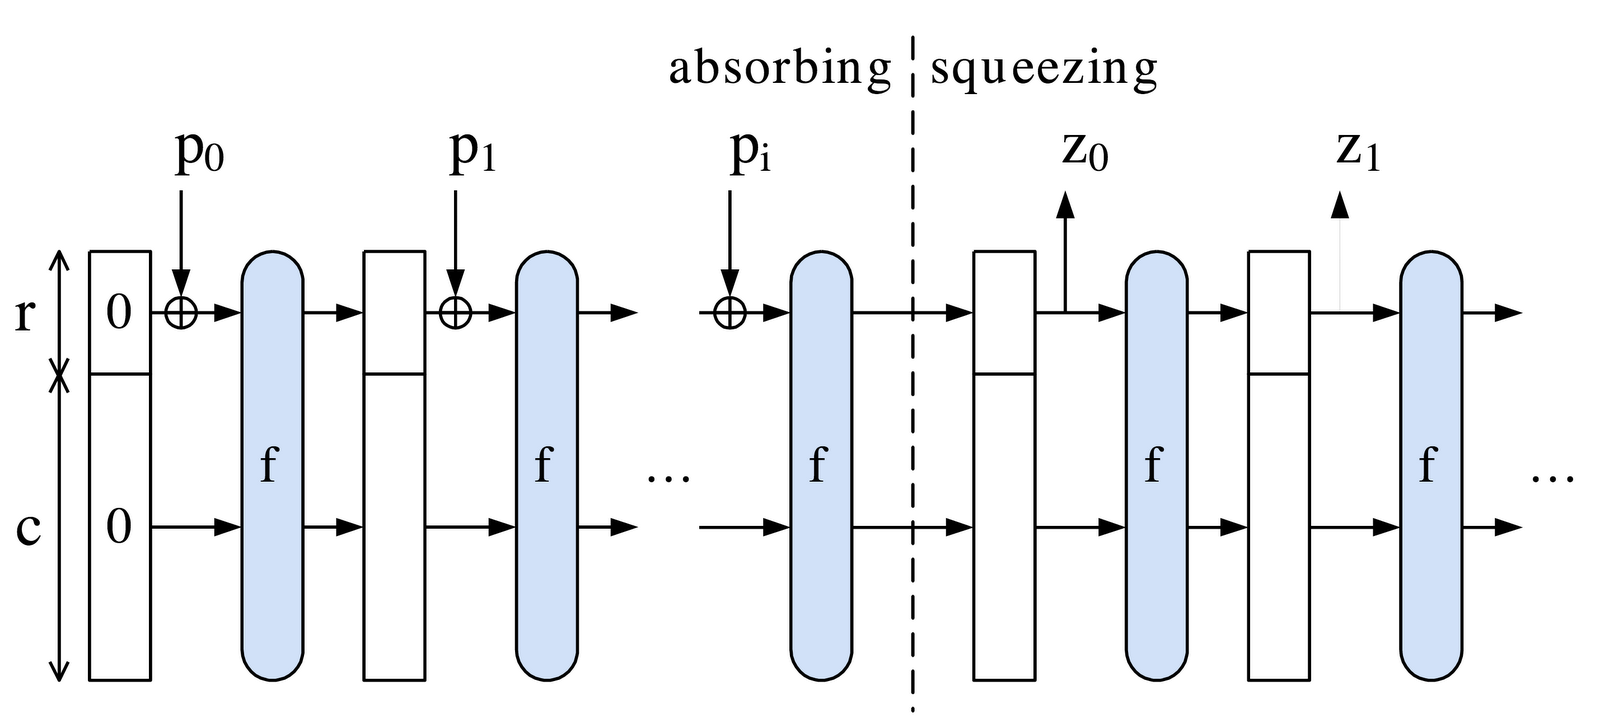 absorbing squeezing
p0 p1 pi z0 z1
r 0
f f ... f f f ...
c 0